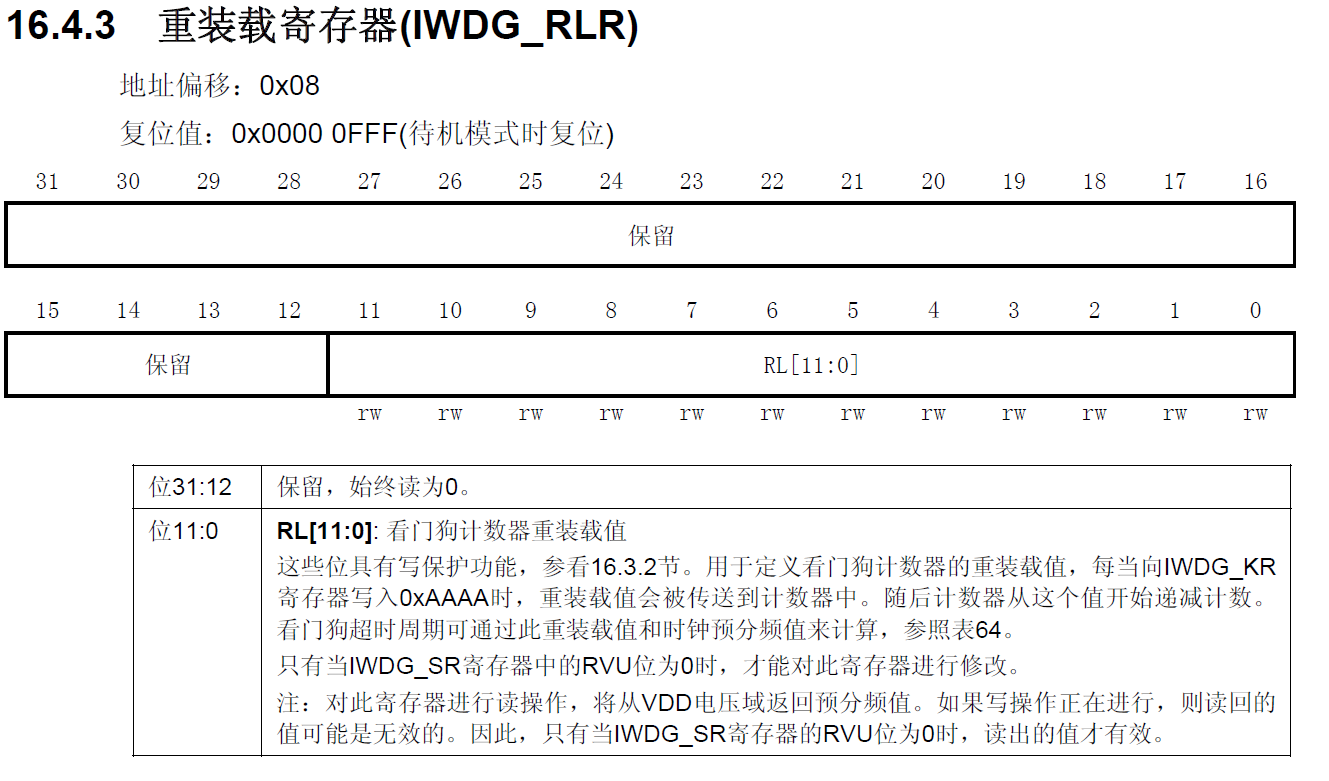 16.4.3 重装载寄存器(IWDG_RLR)
地址偏移：0x08
复位值：0x0000 0FFF(待机模式时复位)
31 30 29 28 27 26 25 24 23 22 21 20 19 18 17 16
保留
15 14 13 12 11 10 9 8 7 6 5 4 3 2 1 0
保留 RL[11:0]
rw rw rw rw rw rw rw rw rw rw rw rw
位31:12 保留，始终读为0。
位11:0 RL[11:0]: 看门狗计数器重装载值
这些位具有写保护功能，参看16.3.2节。用于定义看门狗计数器的重装载值，每当向IWDG_KR
寄存器写入0xAAAA时，重装载值会被传送到计数器中。随后计数器从这个值开始递减计数。
看门狗超时周期可通过此重装载值和时钟预分频值来计算，参照表64。
只有当IWDG_SR寄存器中的RVU位为0时，才能对此寄存器进行修改。
注：对此寄存器进行读操作，将从VDD电压域返回预分频值。如果写操作正在进行，则读回的
值可能是无效的。因此，只有当IWDG_SR寄存器的RVU位为0时，读出的值才有效。